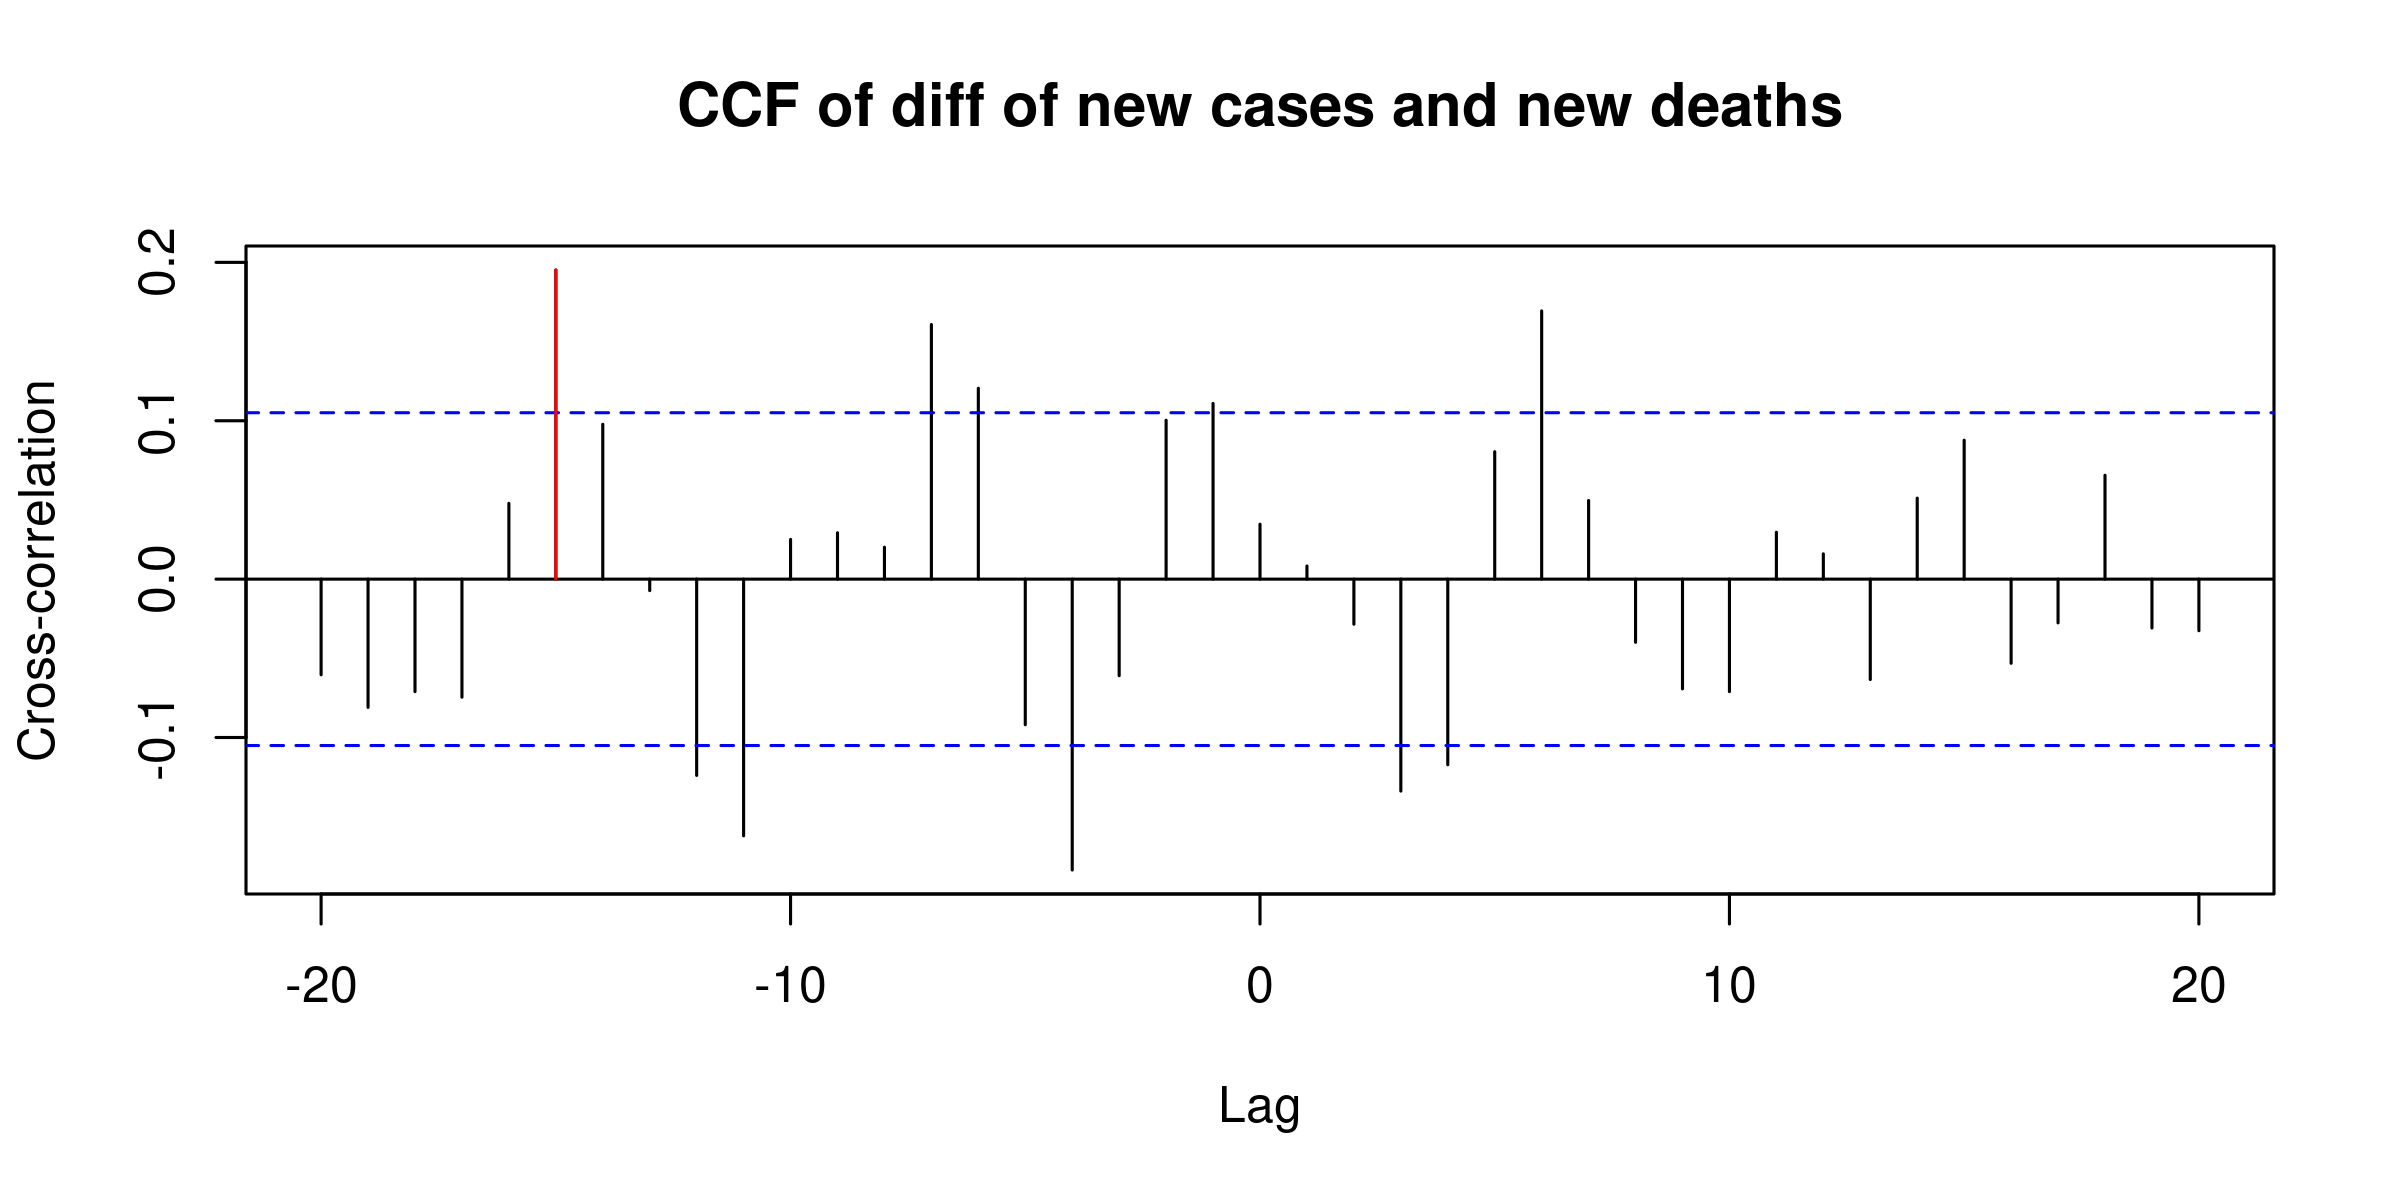 CCF of diff of new cases and new deaths
Cross-correlation
0.2
0.1
0.0
-0.1
-20 -10 0 10 20
Lag